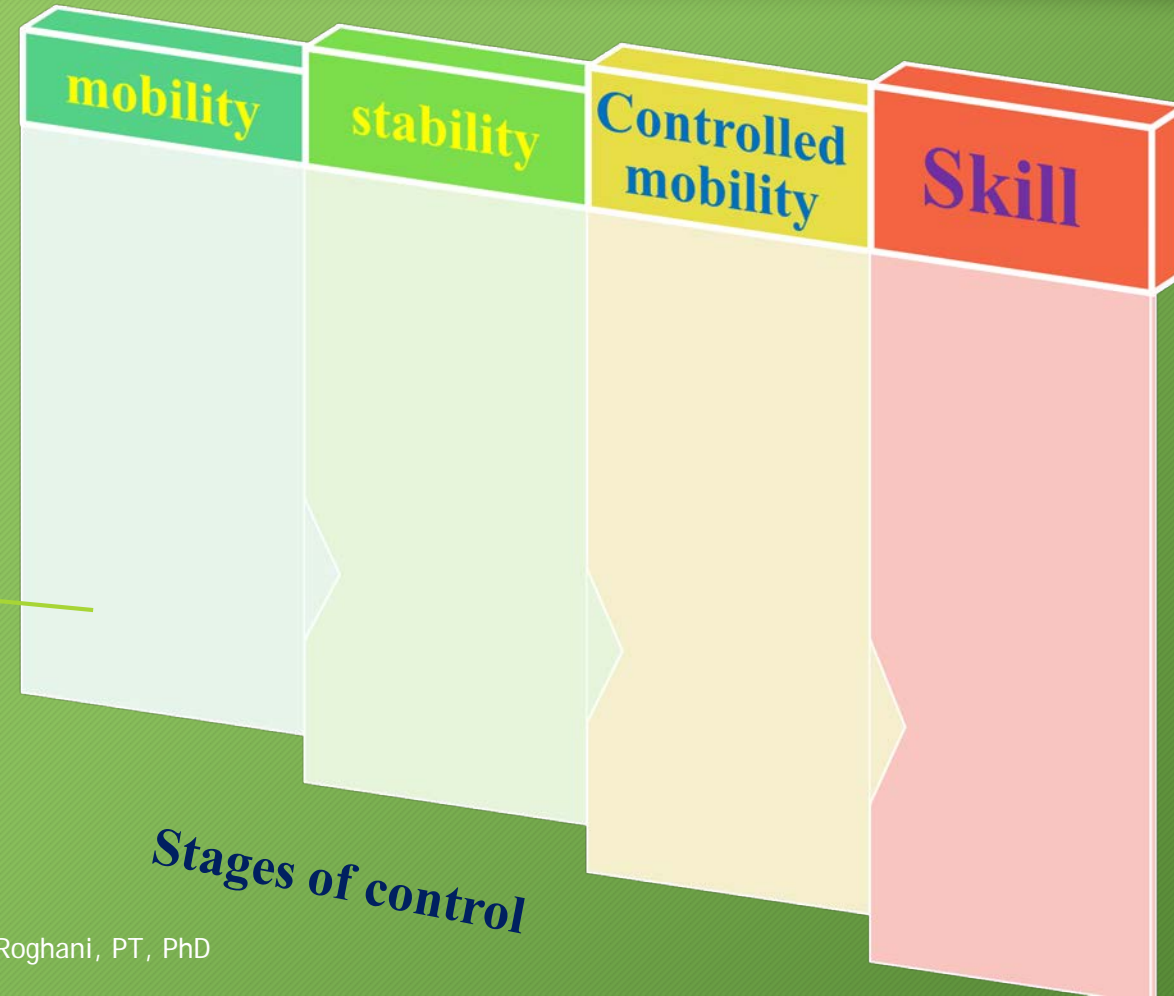 mobility
stability
Controlled
mobility
Skill
Stages of control
Roghani, PT, PhD